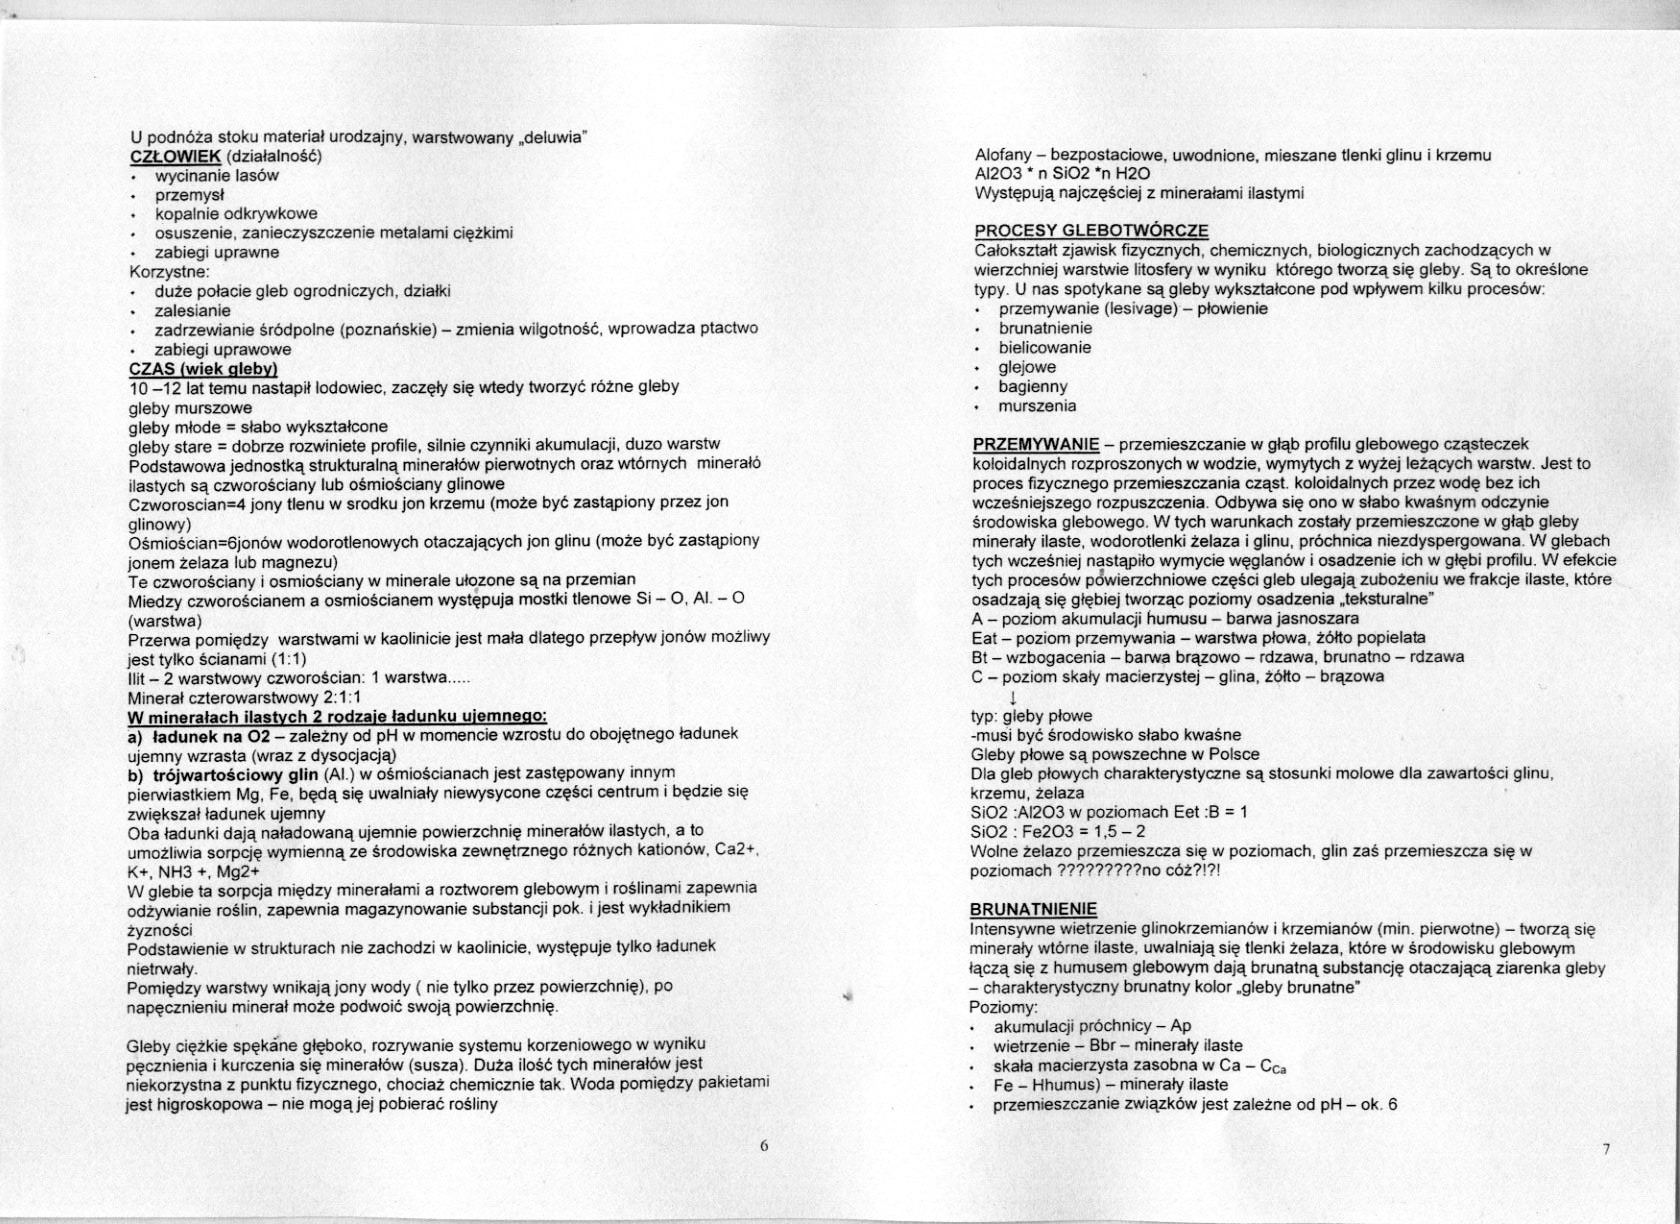 U podnóża stoku materiał urodzajny, warstwowany „deluwia”
CZŁOWIEK (działalność)
• wycinanie lasów
• przemysł
• kopalnie odkrywkowe
• osuszenie, zanieczyszczenie metalami ciężkimi
• zabiegi uprawne
Korzystne:
• duże połacie gleb ogrodniczych, działki
• zalesianie
• zadrzewianie śródpolne (poznańskie) – zmienia wilgotność, wprowadza ptactwo
• zabiegi uprawowe
CZAS (wiek gleby)
10 –12 lat temu nastapił lodowiec, zaczęły się wtedy tworzyć różne gleby
gleby murszowe
gleby młode = słabo wykształcone
gleby stare = dobrze rozwiniete profile, silnie czynniki akumulacji, duzo warstw
Podstawowa jednostką strukturalną minerałów pierwotnych oraz wtórnych minerałó
ilastych są czworościany lub ośmiościany glinowe
Czworoscian=4 jony tlenu w srodku jon krzemu (może być zastąpiony przez jon
glinowy)
Ośmiościan=6jonów wodorotlenowych otaczających jon glinu (może być zastąpiony
jonem żelaza lub magnezu)
Te czworościany i osmiościany w minerale ułozone są na przemian
Miedzy czworościanem a osmiościanem występuja mostki tlenowe Si – O, Al. – O
(warstwa)
Przerwa pomiędzy warstwami w kaolinicie jest mała dlatego przepływ jonów możliwy
jest tylko ścianami (1:1)
Ilit – 2 warstwowy czworościan: 1 warstwa.....
Minerał czterowarstwowy 2:1:1
W minerałach ilastych 2 rodzaje ładunku ujemnego:
a) ładunek na O2 – zależny od pH w momencie wzrostu do obojętnego ładunek
ujemny wzrasta (wraz z dysocjacją)
b) trójwartościowy glin (Al.) w ośmiościanach jest zastępowany innym
pierwiastkiem Mg, Fe, będą się uwalniały niewysycone części centrum i będzie się
zwiększał ładunek ujemny
Oba ładunki dają naładowaną ujemnie powierzchnię minerałów ilastych, a to
umożliwia sorpcję wymienną ze środowiska zewnętrznego różnych kationów, Ca2+,
K+, NH3 +, Mg2+
W glebie ta sorpcja między minerałami a roztworem glebowym i roślinami zapewnia
odżywianie roślin, zapewnia magazynowanie substancji pok. i jest wykładnikiem
żyzności
Podstawienie w strukturach nie zachodzi w kaolinicie, występuje tylko ładunek
nietrwały.
Pomiędzy warstwy wnikają jony wody ( nie tylko przez powierzchnię), po
napęcznieniu minerał może podwoić swoją powierzchnię.
Gleby ciężkie spękane głęboko, rozrywanie systemu korzeniowego w wyniku
pęcznienia i kurczenia się minerałów (susza). Duża ilość tych minerałów jest
niekorzystna z punktu fizycznego, chociaż chemicznie tak. Woda pomiędzy pakietami
jest higroskopowa – nie mogą jej pobierać rośliny
6
Alofany – bezpostaciowe, uwodnione, mieszane tlenki glinu i krzemu
Al2O3 * n SiO2 *n H2O
Występują najczęściej z minerałami ilastymi
PROCESY GLEBOTWÓRCZE
Całokształt zjawisk fizycznych, chemicznych, biologicznych zachodzących w
wierzchniej warstwie litosfery w wyniku którego tworzą się gleby. Są to określone
typy. U nas spotykane są gleby wykształcone pod wpływem kilku procesów:
• przemywanie (lesivage) – płowienie
• brunatnienie
• bielicowanie
• glejowe
• bagienny
• murszenia
PRZEMYWANIE – przemieszczanie w głąb profilu glebowego cząsteczek
koloidalnych rozproszonych w wodzie, wymytych z wyżej leżących warstw. Jest to
proces fizycznego przemieszczania cząst. koloidalnych przez wodę bez ich
wcześniejszego rozpuszczenia. Odbywa się ono w słabo kwaśnym odczynie
środowiska glebowego. W tych warunkach zostały przemieszczone w głąb gleby
minerały ilaste, wodorotlenki żelaza i glinu, próchnica niezdyspergowana. W glebach
tych wcześniej nastąpiło wymycie węglanów i osadzenie ich w głębi profilu. W efekcie
tych procesów powierzchniowe części gleb ulegają zubożeniu we frakcje ilaste, które
osadzają się głębiej tworząc poziomy osadzenia „teksturalne”
A – poziom akumulacji humusu – barwa jasnoszara
Eat – poziom przemywania – warstwa płowa, żółto popielata
Bt – wzbogacenia – barwa brązowo – rdzawa, brunatno – rdzawa
C – poziom skały macierzystej – glina, żółto – brązowa
↓
typ: gleby płowe
-musi być środowisko słabo kwaśne
Gleby płowe są powszechne w Polsce
Dla gleb płowych charakterystyczne są stosunki molowe dla zawartości glinu,
krzemu, żelaza
SiO2 :Al2O3 w poziomach Eet :B = 1
SiO2 : Fe2O3 = 1,5 – 2
Wolne żelazo przemieszcza się w poziomach, glin zaś przemieszcza się w
poziomach ?????????no cóż?!?!
BRUNATNIENIE
Intensywne wietrzenie glinokrzemianów i krzemianów (min. pierwotne) – tworzą się
minerały wtórne ilaste, uwalniają się tlenki żelaza, które w środowisku glebowym
łączą się z humusem glebowym dają brunatną substancję otaczającą ziarenka gleby
– charakterystyczny brunatny kolor „gleby brunatne”
Poziomy:
• akumulacji próchnicy – Ap
• wietrzenie – Bbr – minerały ilaste
• skała macierzysta zasobna w Ca – Cca
• Fe – Hhumus) – minerały ilaste
• przemieszczanie związków jest zależne od pH – ok. 6
7